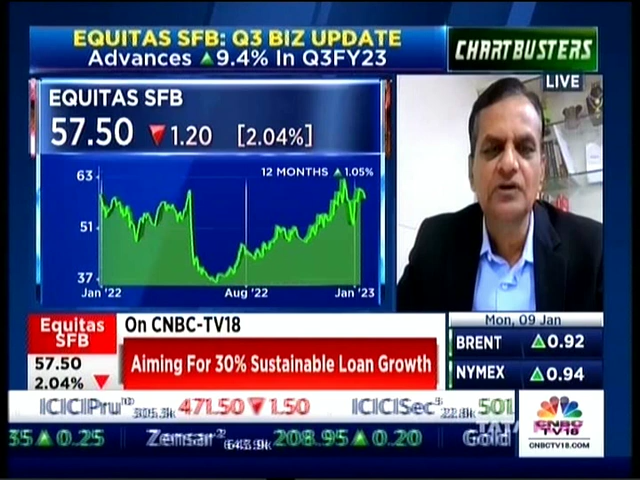 EQUITAS SFB: Q3 BIZ UPDATE
Advances ▲9.4% In Q3FY23
CHARTBUSTERS
LIVE
EQUITAS SFB
57.50 ▼1.20 [2.04%]
12 MONTHS ▲1.05%
63
51
37
Jan '22
Aug '22
Jan '23
Equitas
SFB
57.50
2.04% ▼
On CNBC-TV18
Aiming For 30% Sustainable Loan Growth
Mon, 09 Jan
BRENT ▲0.92
NYMEX ▲0.94
ICICIPru 471.50 ▼1.50 ICICISec 501
35 ▲0.25 Zensar 208.95 ▲0.20 Gold
CNBC
TV18
CNBCTV18.COM